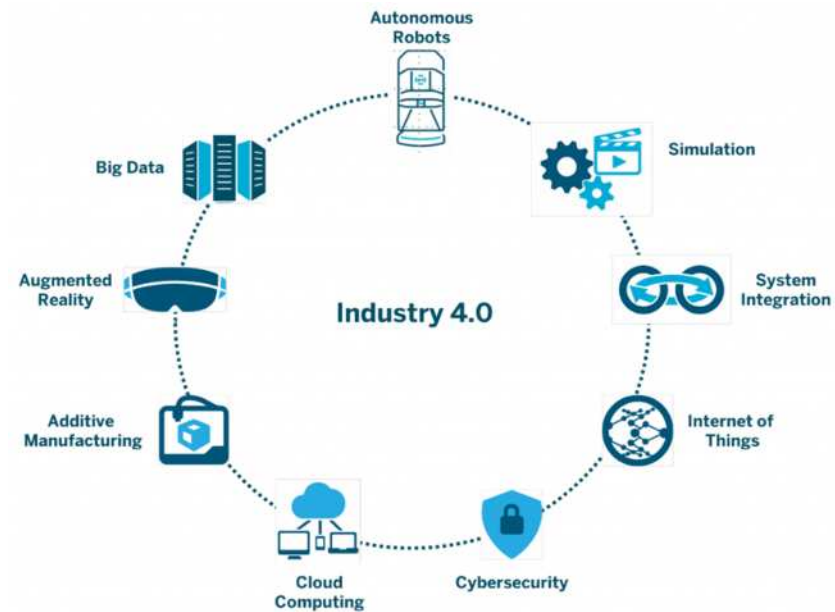 Autonomous
Robots
Simulation
System
Integration
Internet of
Things
Cybersecurity
Cloud
Computing
Additive
Manufacturing
Augmented
Reality
Big Data
Industry 4.0